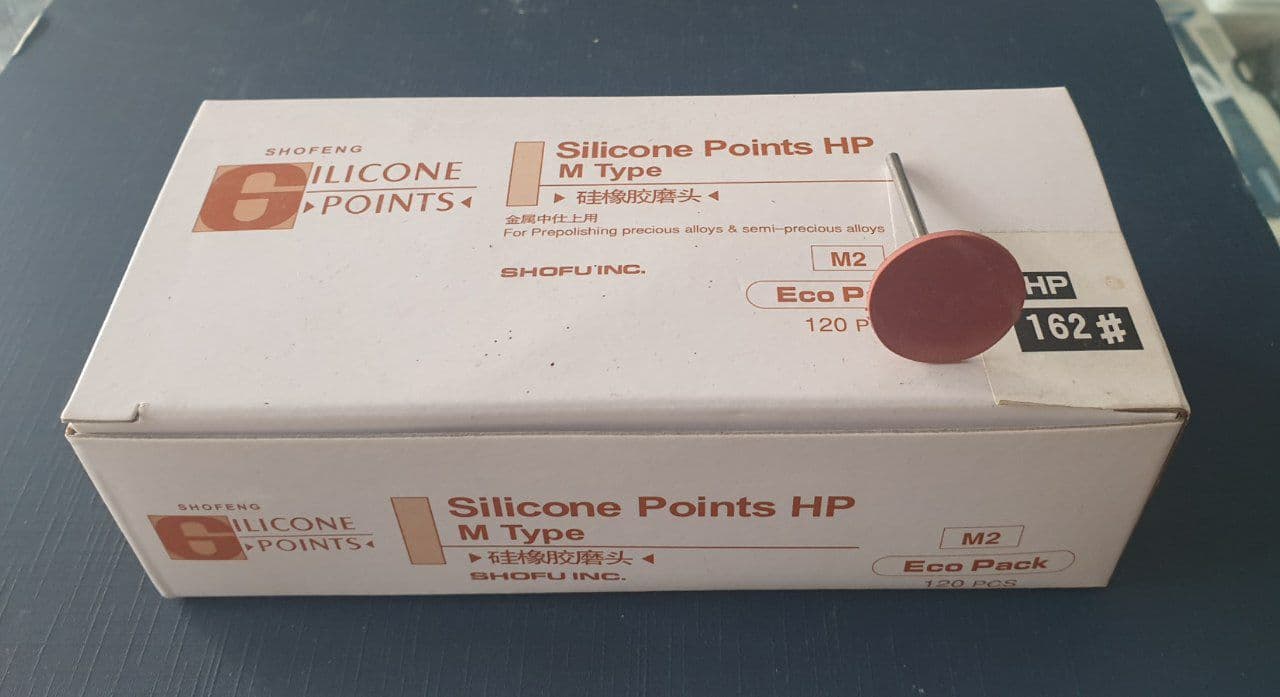 SHOFENG
SILICONE
▶POINTS◀
Silicone Points HP
M Type
▶ 硅橡胶磨头 ◀
金属中仕上用
For Prepolishing precious alloys & semi-precious alloys
SHOFU INC.
M2
Eco P
120 P
HP
162#
SHOFENG
SILICONE
▶POINTS◀
Silicone Points HP
M Type
▶ 硅橡胶磨头 ◀
SHOFU INC.
M2
Eco Pack
120 PCS